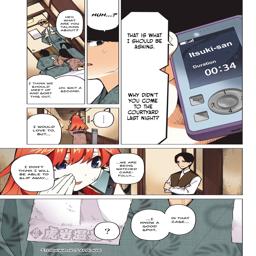 HUH...?
HEY,
WHAT
ARE YOU
TALKING
ABOUT?
THAT IS WHAT
I SHOULD BE
ASKING.
Itsuki-san
Duration
00:34
WHY DIDN'T
YOU COME
TO THE
COURTYARD
LAST NIGHT?
UH, WAIT
A SECOND.
I THINK WE
SHOULD
MEET UP
AND SORT
THIS OUT.
I WOULD
LOVE TO,
BUT...
...WE ARE
BEING
WATCHED
CARE-
FULLY...
I DON'T
THINK I WILL
BE ABLE TO
SLIP AWAY...
IN THAT
CASE...
...I
KNOW A
GOOD
SPOT.
?